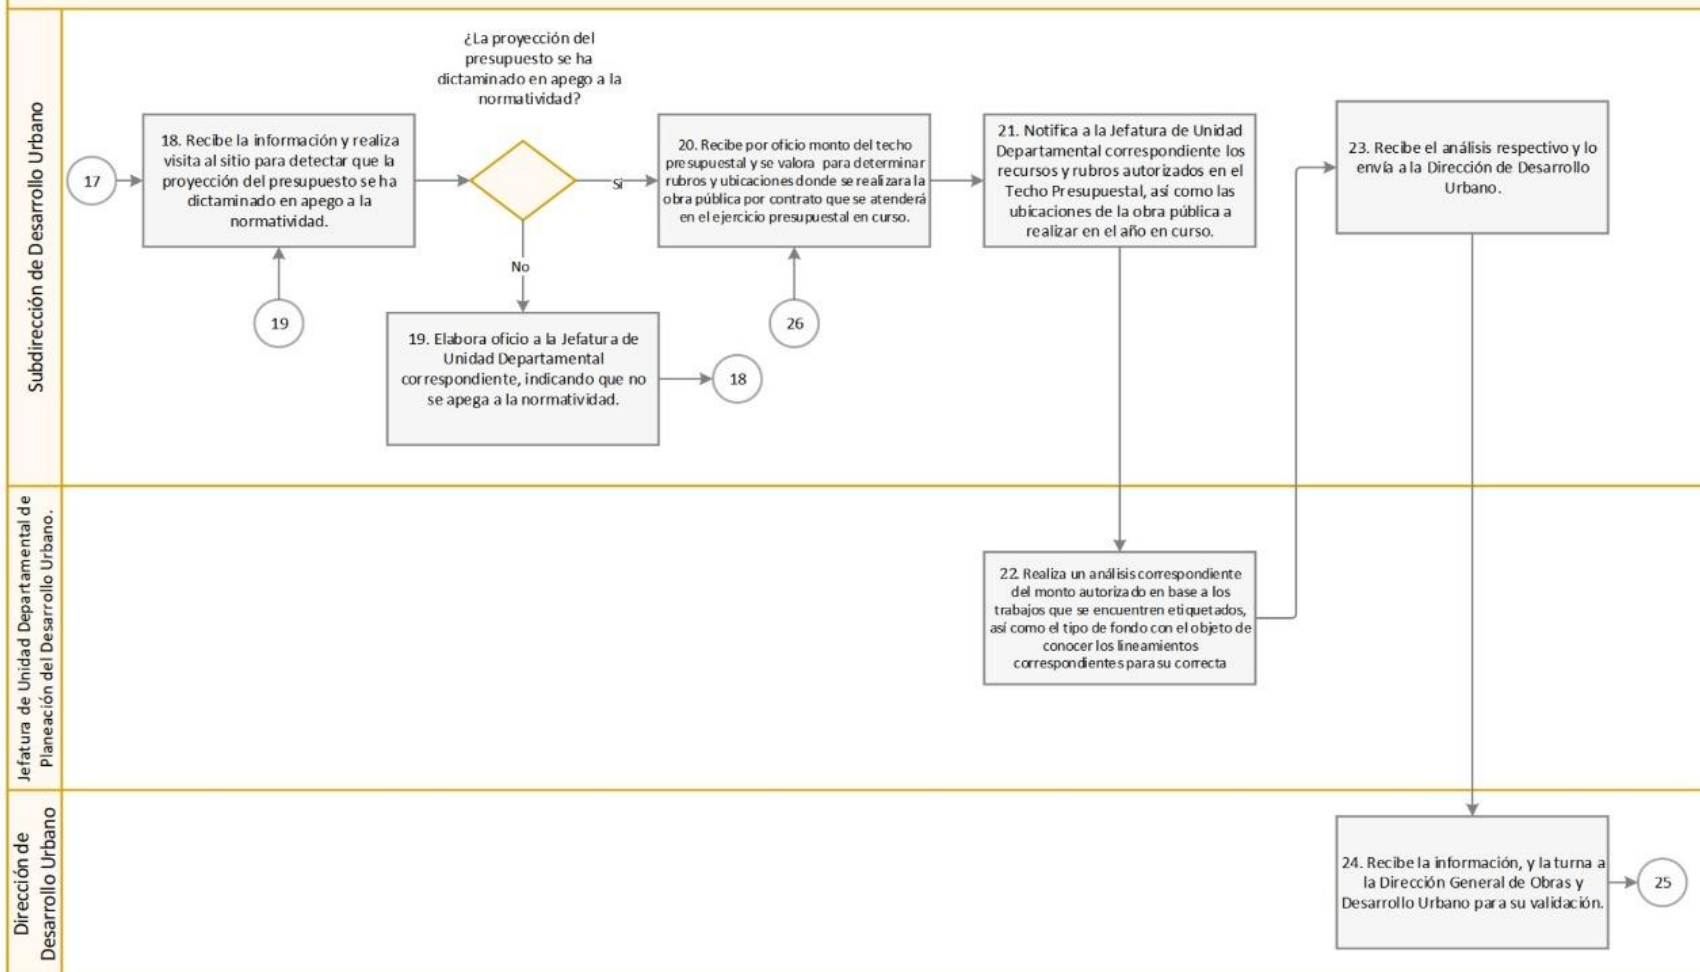 Subdirección de Desarrollo Urbano
17
18. Recibe la información y realiza
visita al sitio para detectar que la
proyección del presupuesto se ha
dictaminado en apego a la
normatividad.
19
¿La proyección del
presupuesto se ha
dictaminado en apego a la
normatividad?
Si
No
19. Elabora oficio a la Jefatura de
Unidad Departamental
correspondiente, indicando que no
se apega a la normatividad.
18
20. Recibe por oficio monto del techo
presupuestal y se valora para determinar
rubros y ubicaciones donde se realizara la
obra pública por contrato que se atenderá
en el ejercicio presupuestal en curso.
26
21. Notifica a la Jefatura de Unidad
Departamental correspondiente los
recursos y rubros autorizados en el
Techo Presupuestal, así como las
ubicaciones de la obra pública a
realizar en el año en curso.
23. Recibe el análisis respectivo y lo
envía a la Dirección de Desarrollo
Urbano.
Jefatura de Unidad Departamental de
Planeación del Desarrollo Urbano.
22. Realiza un análisis correspondiente
del monto autorizado en base a los
trabajos que se encuentren etiquetados,
así como el tipo de fondo con el objeto de
conocer los lineamientos
correspondientes para su correcta
Dirección de
Desarrollo Urbano
24. Recibe la información, y la turna a
la Dirección General de Obras y
Desarrollo Urbano para su validación.
25